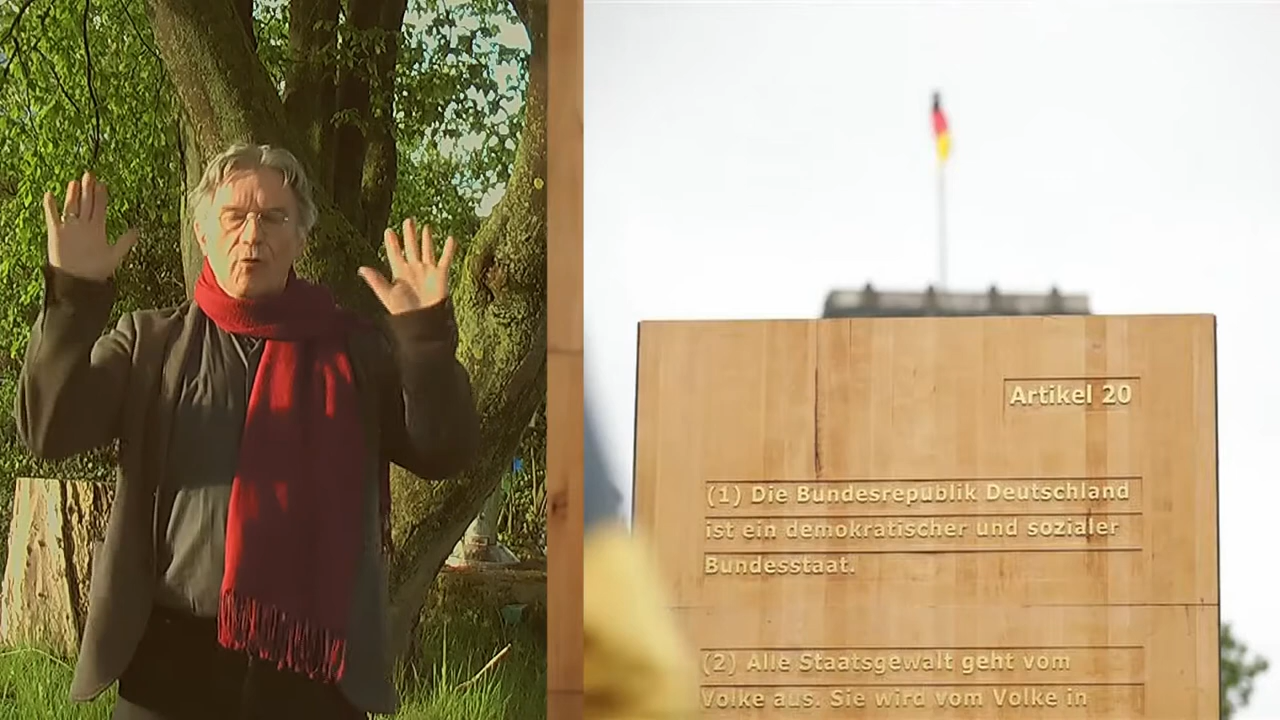 Artikel 20
(1) Die Bundesrepublik Deutschland
ist ein demokratischer und sozialer
Bundesstaat.
(2) Alle Staatsgewalt geht vom
Volke aus. Sie wird vom Volke in